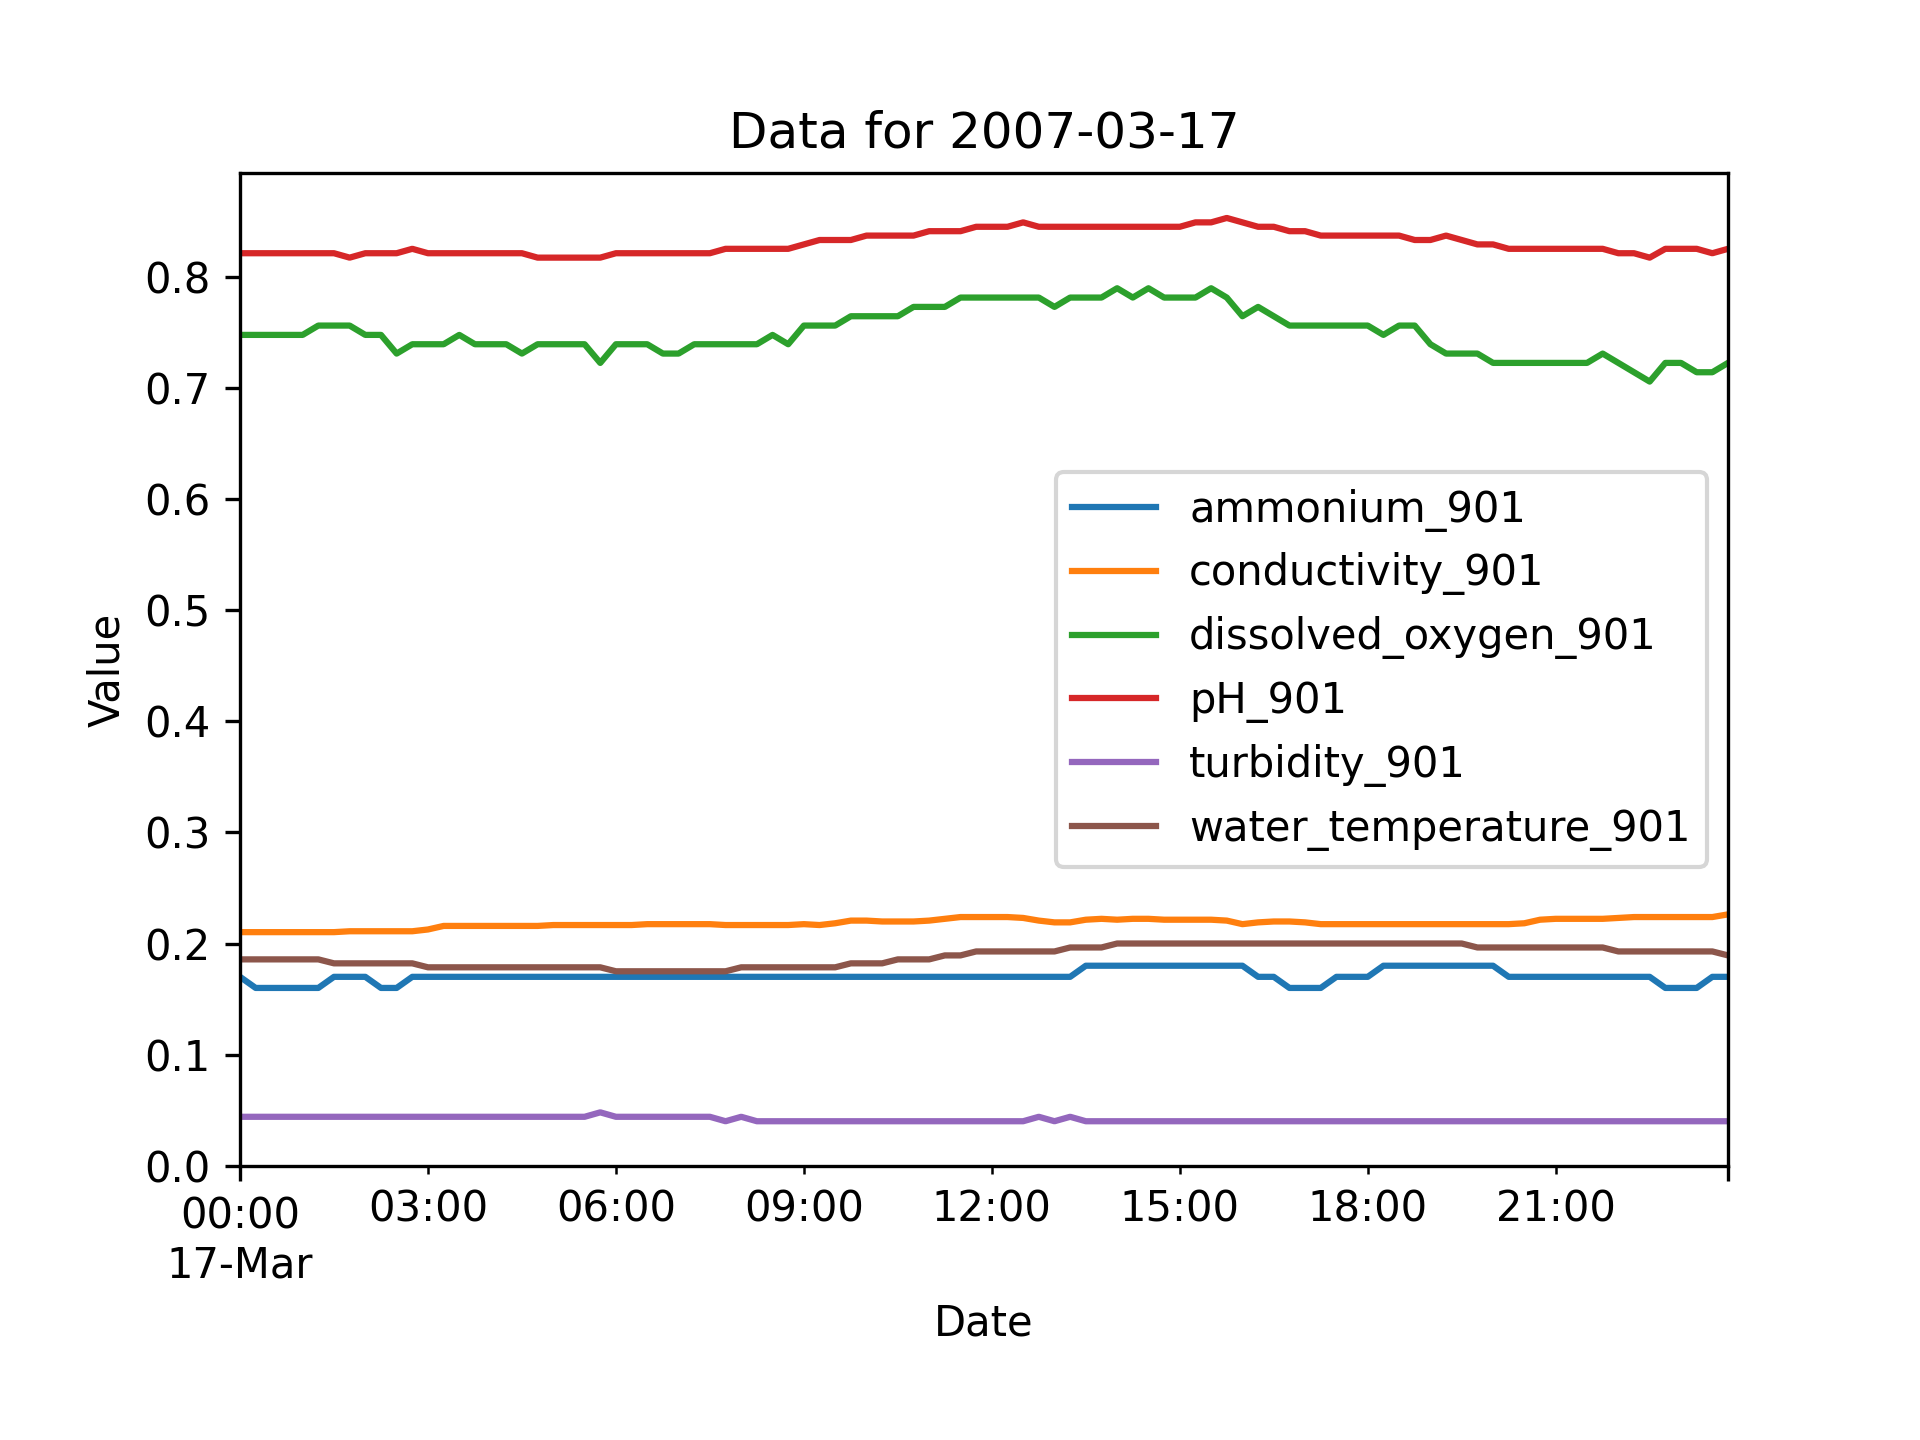 Data for 2007-03-17
Value
0.8
0.7
0.6
0.5
0.4
0.3
0.2
0.1
0.0
ammonium_901
conductivity_901
dissolved_oxygen_901
pH_901
turbidity_901
water_temperature_901
00:00 03:00 06:00 09:00 12:00 15:00 18:00 21:00
17-Mar
Date